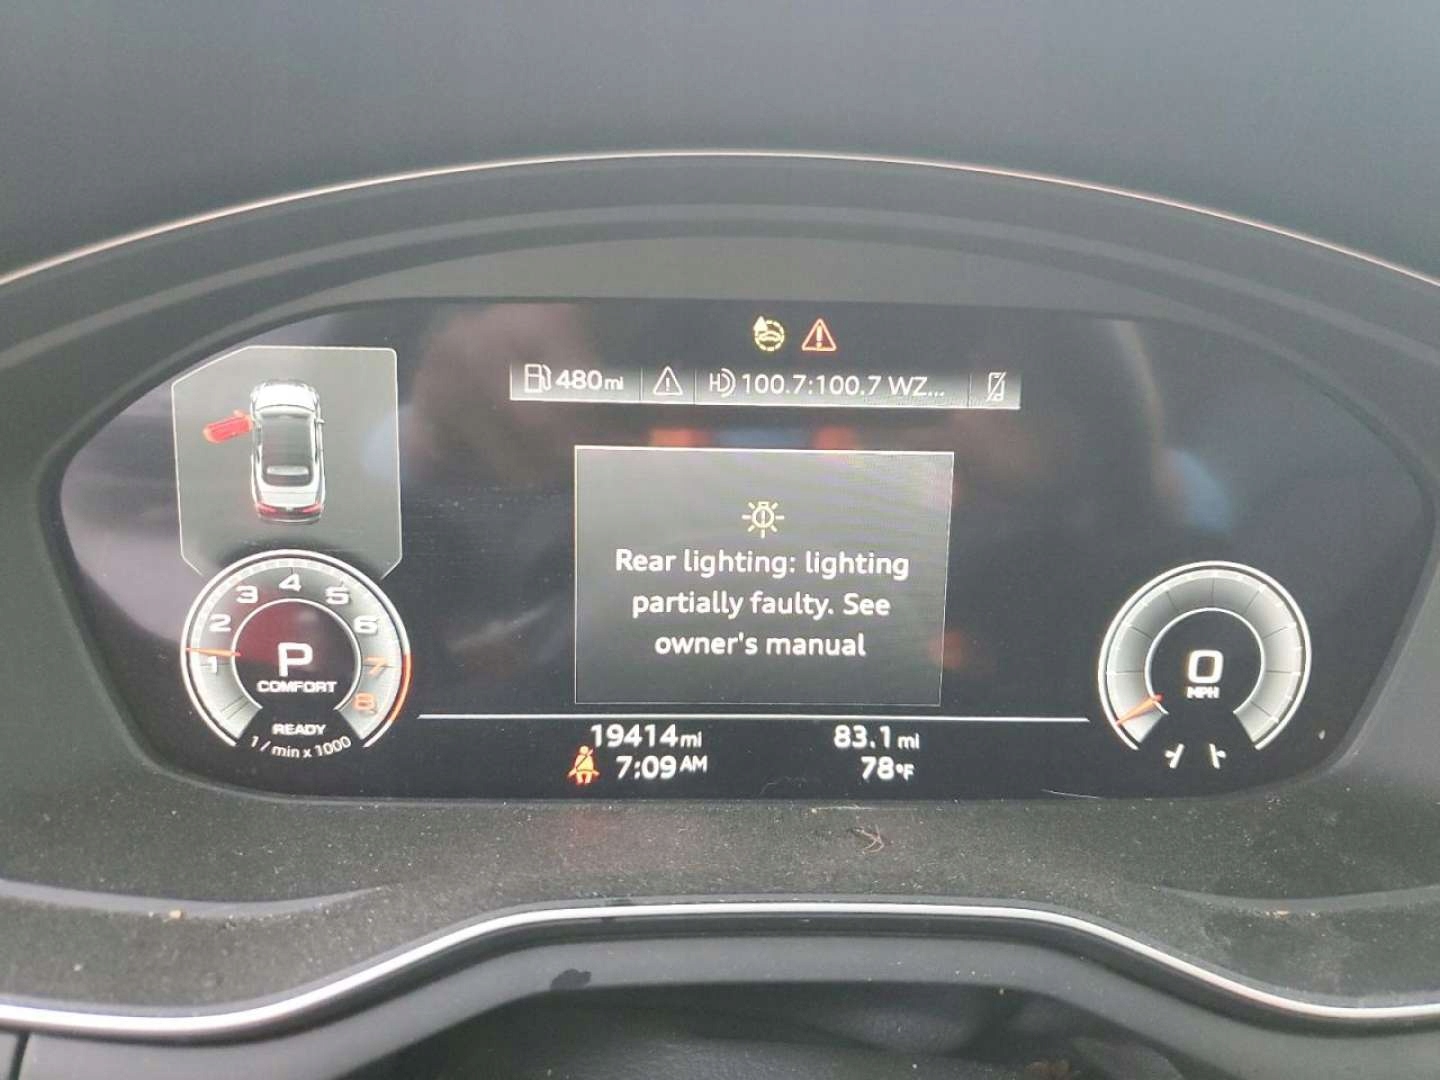 480mi
HD 100.7:100.7 WZ...
Rear lighting: lighting
partially faulty. See
owner's manual
1 2 3 4 5 6 7 8
P
COMFORT
READY
1 / min x 1000
0
MPH
19414mi
83.1mi
7:09AM
78°F